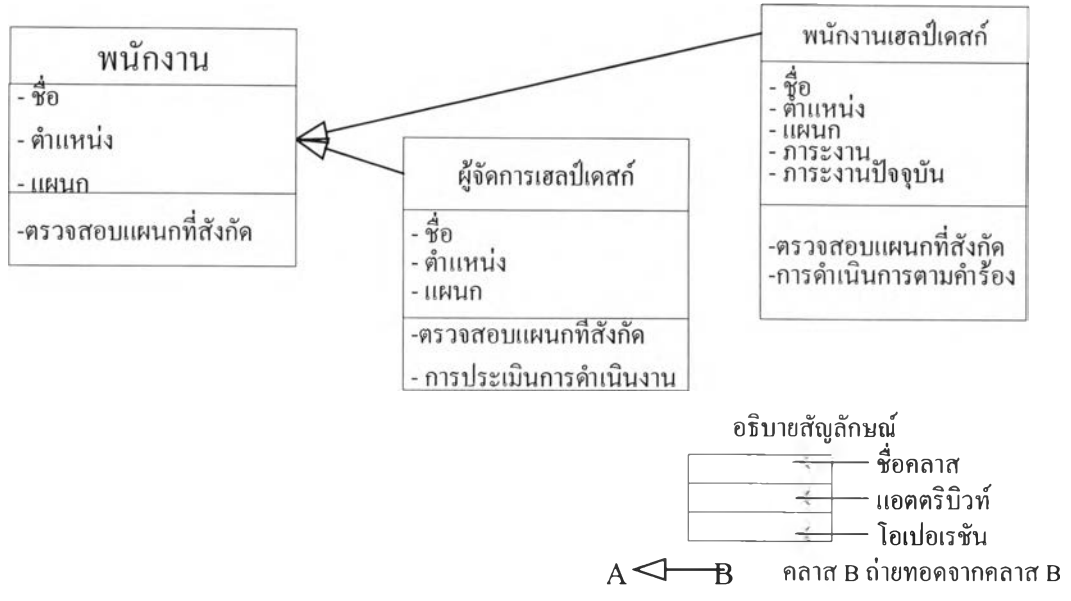 พนักงาน
- ชื่อ
- ตำแหน่ง
- แผนก
-ตรวจสอบแผนกที่สังกัด
ผู้จัดการเฮลป์เดสก์
- ชื่อ
- ตำแหน่ง
- แผนก
-ตรวจสอบแผนกที่สังกัด
- การประเมินการดำเนินงาน
พนักงานเฮลป์เดสก์
- ชื่อ
- ตำแหน่ง
- แผนก
- ภาระงาน
- ภาระงานปัจจุบัน
-ตรวจสอบแผนกที่สังกัด
-การดำเนินการตามคำร้อง
อธิบายสัญลักษณ์
ชื่อคลาส
แอตตริบิวท์
โอเปอเรชัน
A B คลาส B ถ่ายทอดจากคลาส B